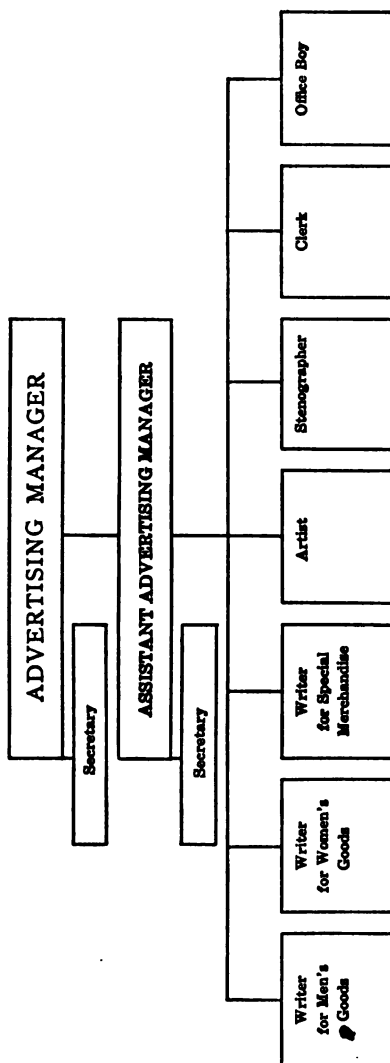 ADVERTISING MANAGER
Secretary
ASSISTANT ADVERTISING MANAGER
Secretary
Writer
for Men's
Goods
Writer
for Women's
Goods
Writer
for Special
Merchandise
Artist
Stenographer
Clerk
Office Boy